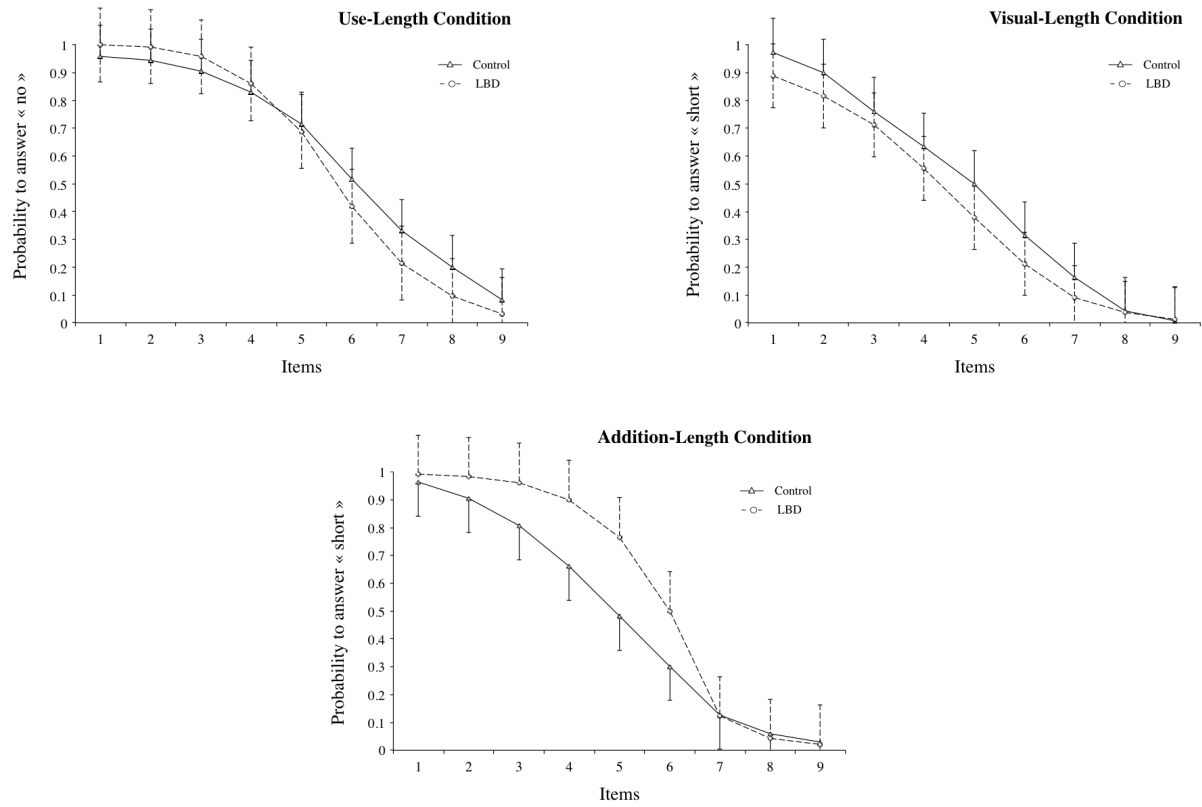 Use-Length Condition
Probability to answer « no »
1
0.9
0.8
0.7
0.6
0.5
0.4
0.3
0.2
0.1
0
Control
LBD
1 2 3 4 5 6 7 8 9
Items
Visual-Length Condition
Probability to answer « short »
1
0.9
0.8
0.7
0.6
0.5
0.4
0.3
0.2
0.1
0
Control
LBD
1 2 3 4 5 6 7 8 9
Items
Addition-Length Condition
Probability to answer « short »
1
0.9
0.8
0.7
0.6
0.5
0.4
0.3
0.2
0.1
0
Control
LBD
1 2 3 4 5 6 7 8 9
Items